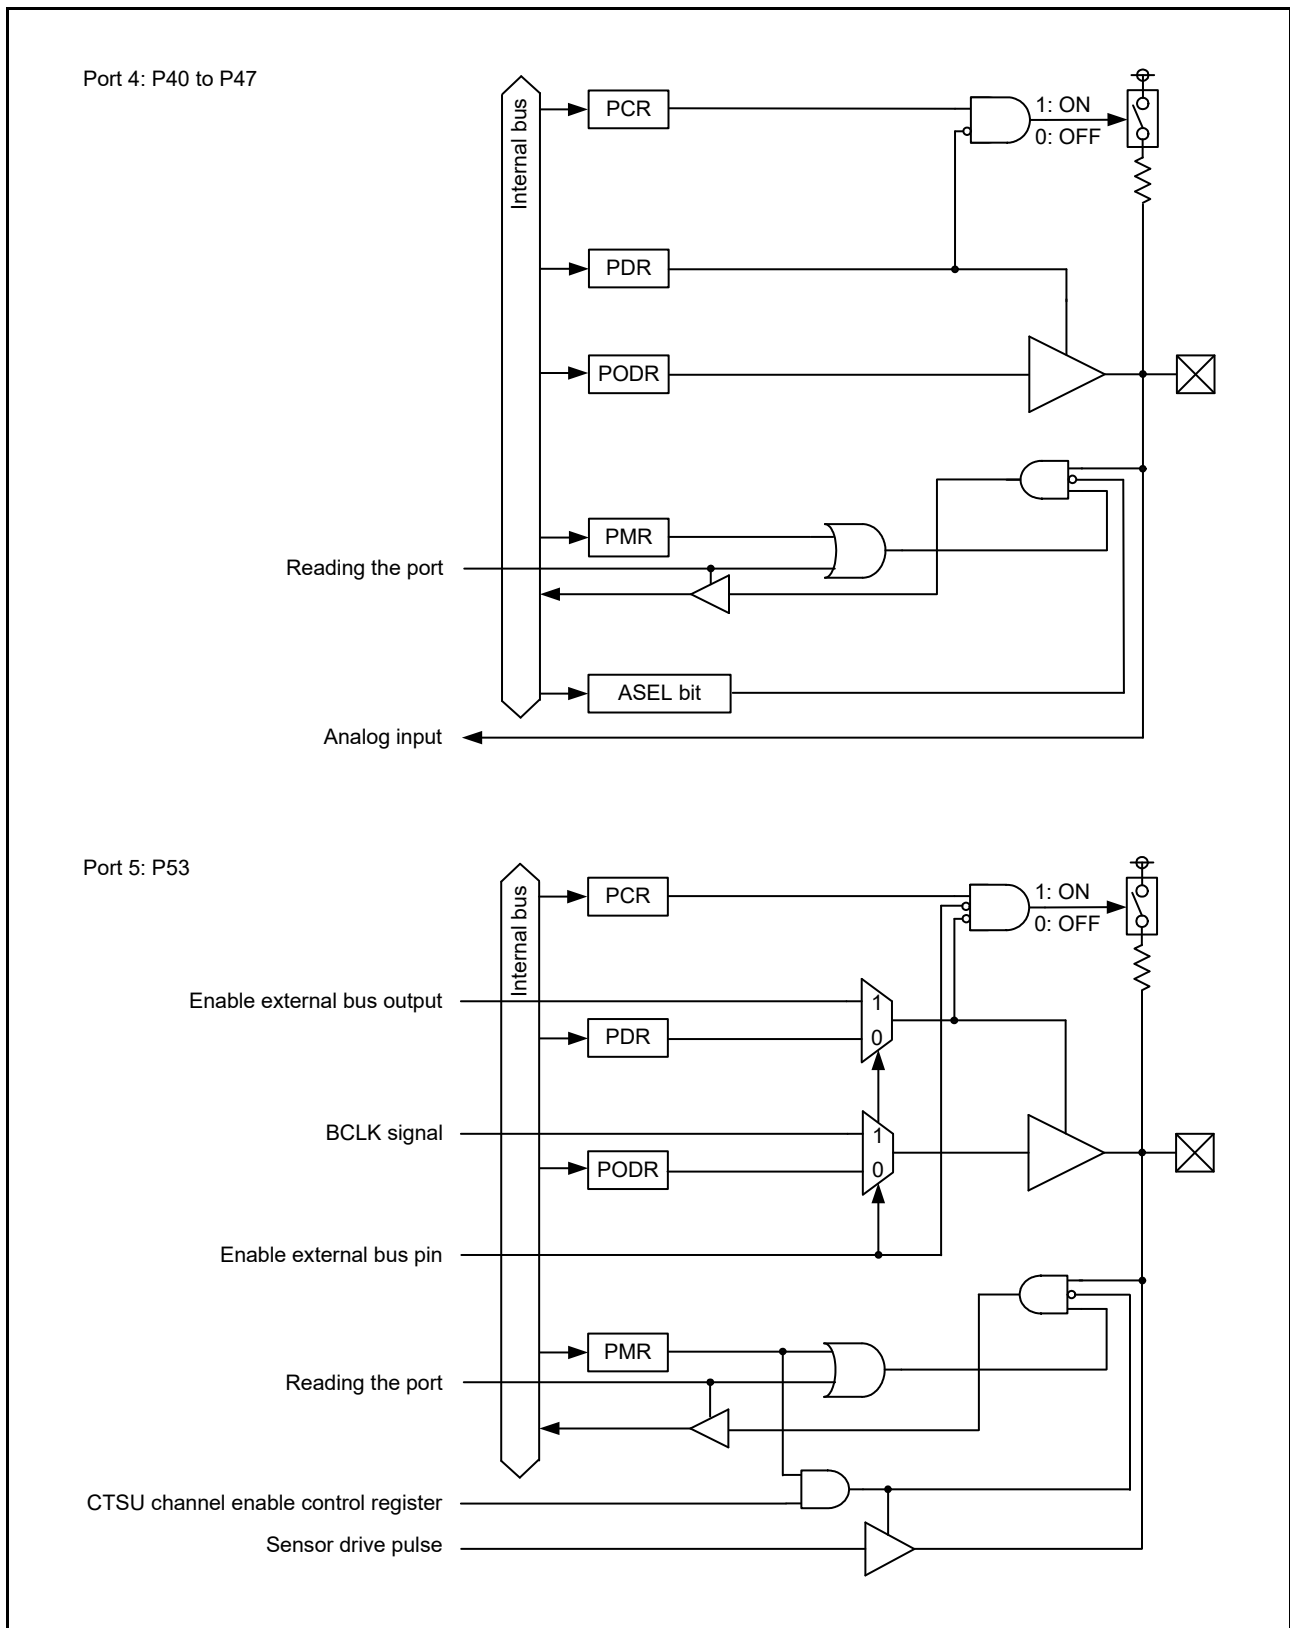 Port 4: P40 to P47
Internal bus
PCR
1: ON
0: OFF
PDR
PODR
PMR
Reading the port
ASEL bit
Analog input
Port 5: P53
Internal bus
PCR
1: ON
0: OFF
Enable external bus output
1
PDR
0
BCLK signal
1
PODR
0
Enable external bus pin
PMR
Reading the port
CTSU channel enable control register
Sensor drive pulse